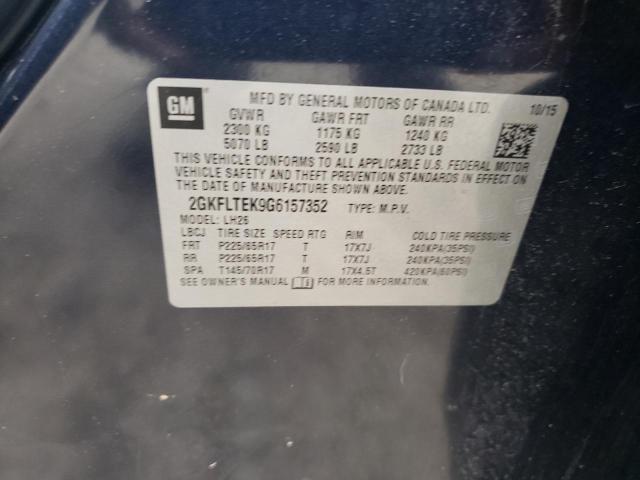 GM
MFD BY GENERAL MOTORS OF CANADA LTD. 10/15
GVWR GAWR FRT GAWR RR
2300 KG 1175 KG 1240 KG
5070 LB 2590 LB 2733 LB
THIS VEHICLE CONFORMS TO ALL APPLICABLE U.S. FEDERAL MOTOR
VEHICLE SAFETY AND THEFT PREVENTION STANDARDS IN EFFECT ON
THE DATE OF MANUFACTURE SHOWN ABOVE.
2GKFLTEK9G6157352 TYPE: M.P.V.
MODEL: LH26
LBCJ TIRE SIZE SPEED RTG RIM COLD TIRE PRESSURE
FRT P225/65R17 T 17X7J 240KPA(35PSI)
RR P225/65R17 T 17X7J 240KPA(35PSI)
SPA T145/70R17 M 17X4.5T 420KPA(60PSI)
SEE OWNER'S MANUAL FOR MORE INFORMATION.